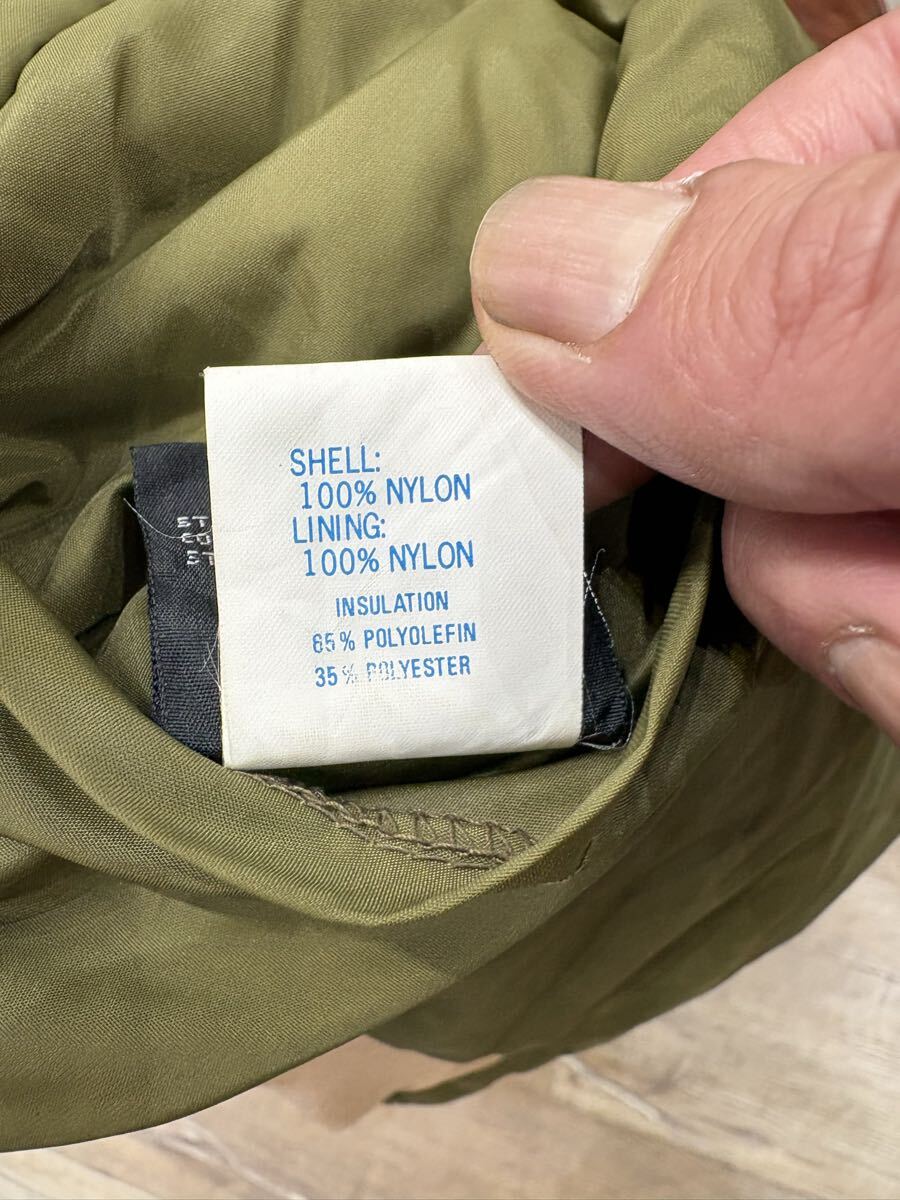 SHELL:
100% NYLON
LINING:
100% NYLON
INSULATION
65% POLYOLEFIN
35% POLYESTER